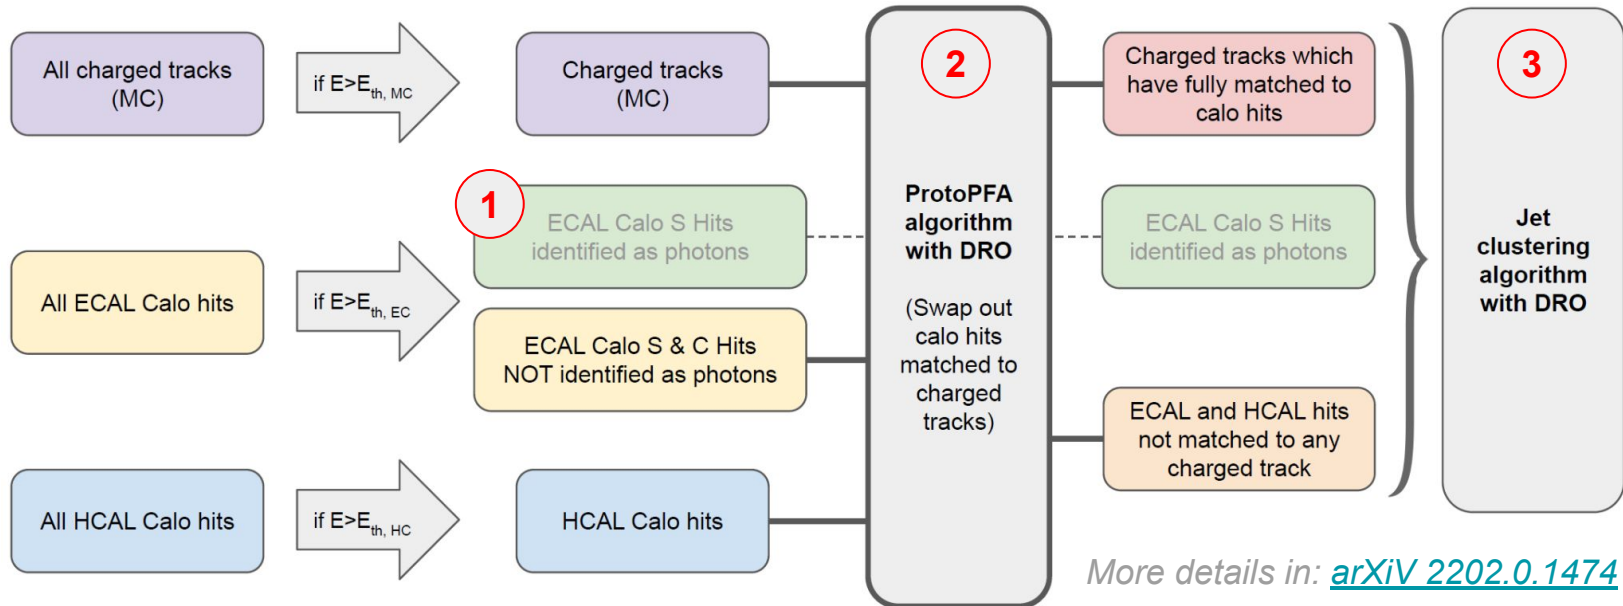 All charged tracks
(MC)
if E>E_th, MC
Charged tracks
(MC)
2
Charged tracks which
have fully matched to
calo hits
3
1
ECAL Calo S Hits
identified as photons
ProtoPFA
algorithm
with DRO
(Swap out
calo hits
matched to
charged
tracks)
ECAL Calo S Hits
identified as photons
Jet
clustering
algorithm
with DRO
All ECAL Calo hits
if E>E_th, EC
ECAL Calo S & C Hits
NOT identified as photons
ECAL and HCAL hits
not matched to any
charged track
All HCAL Calo hits
if E>E_th, HC
HCAL Calo hits
More details in: arXiV 2202.0.1474